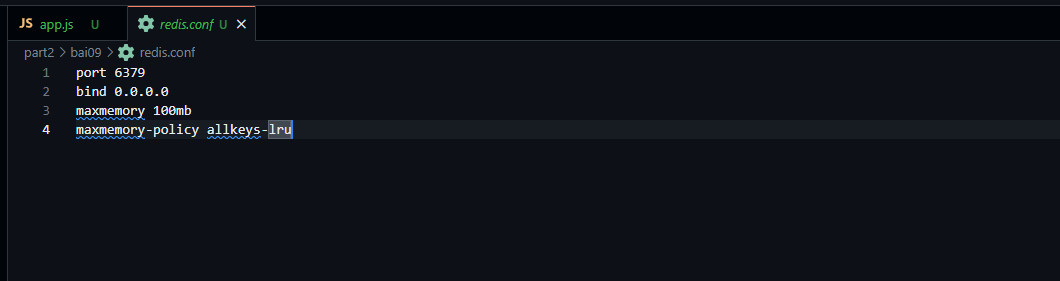 JS app.js U redis.conf U
part2 > bai09 > redis.conf
1 port 6379
2 bind 0.0.0.0
3 maxmemory 100mb
4 maxmemory-policy allkeys-lru